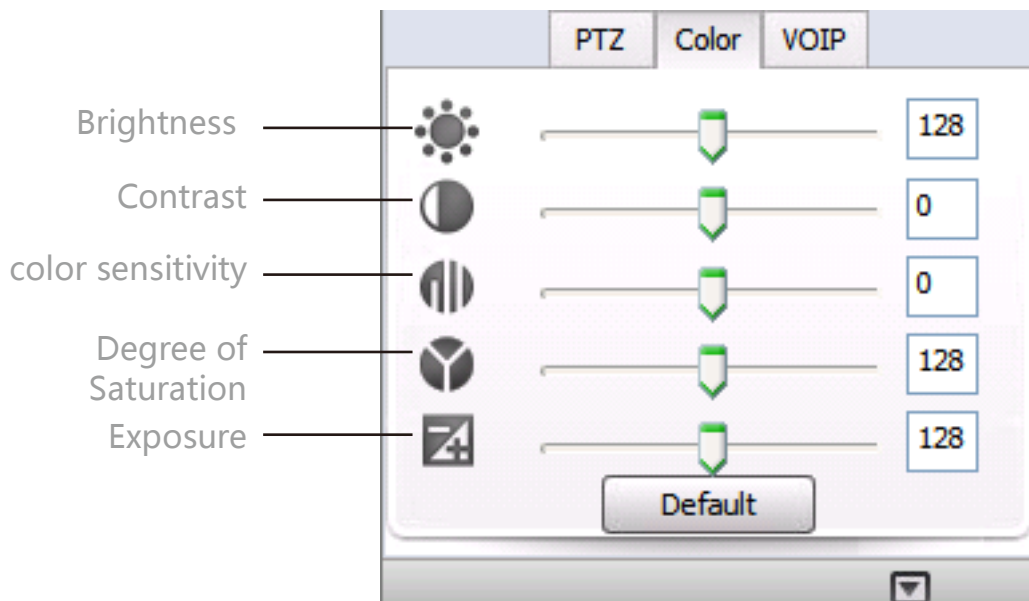 PTZ Color VOIP
Brightness 128
Contrast 0
color sensitivity 0
Degree of 128
Saturation
Exposure 128
Default